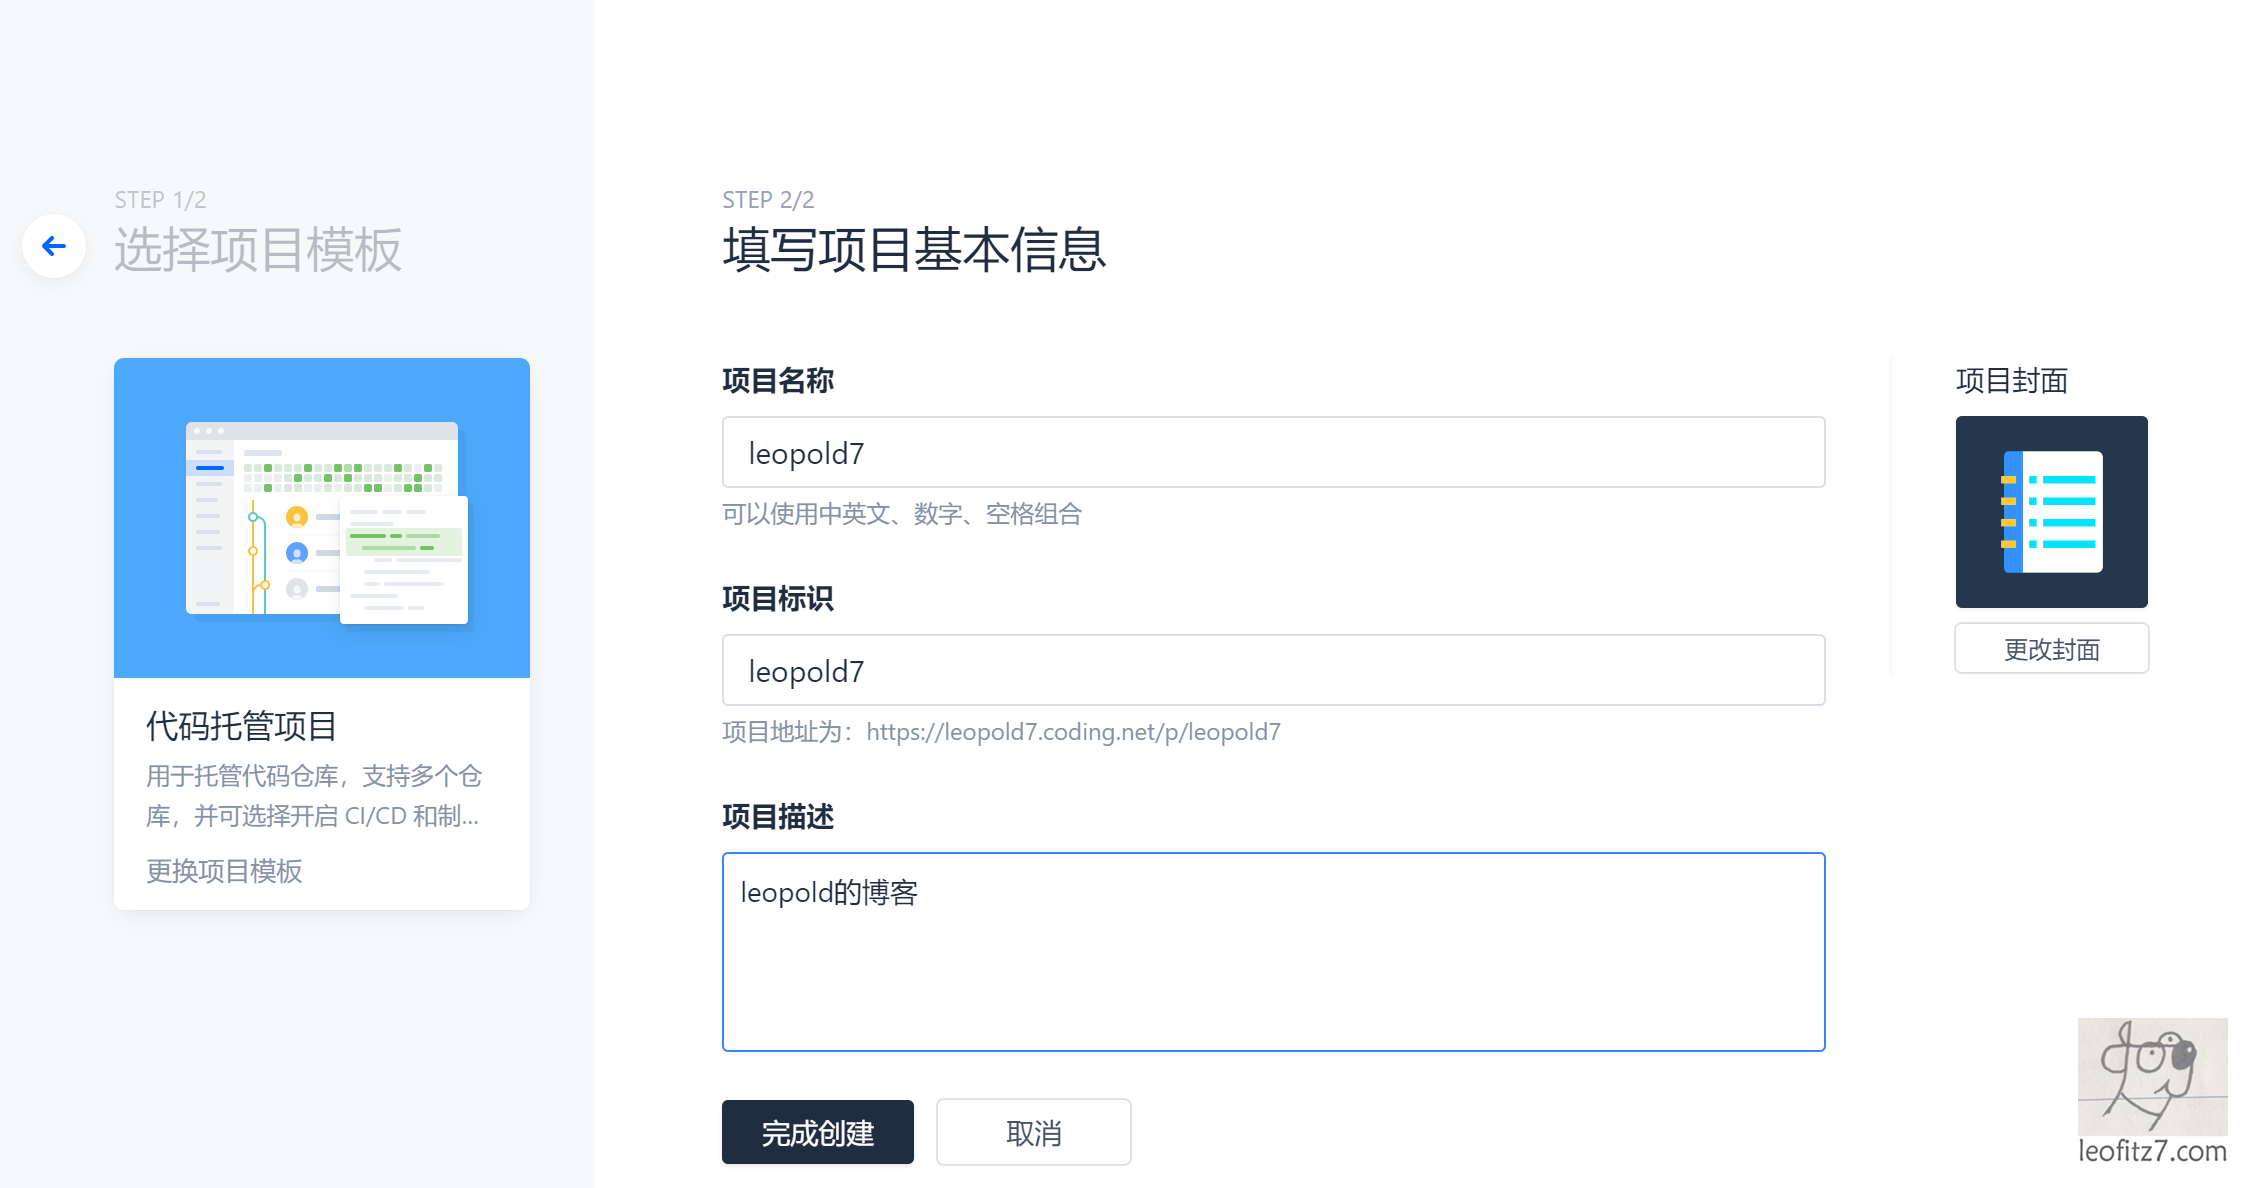 STEP 1/2
选择项目模板
代码托管项目
用于托管代码仓库，支持多个仓
库，并可选择开启 CI/CD 和制...
更换项目模板
STEP 2/2
填写项目基本信息
项目名称
leopold7
可以使用中英文、数字、空格组合
项目标识
leopold7
项目地址为：https://leopold7.coding.net/p/leopold7
项目描述
leopold的博客
完成创建
取消
项目封面
更改封面
leofitz7.com